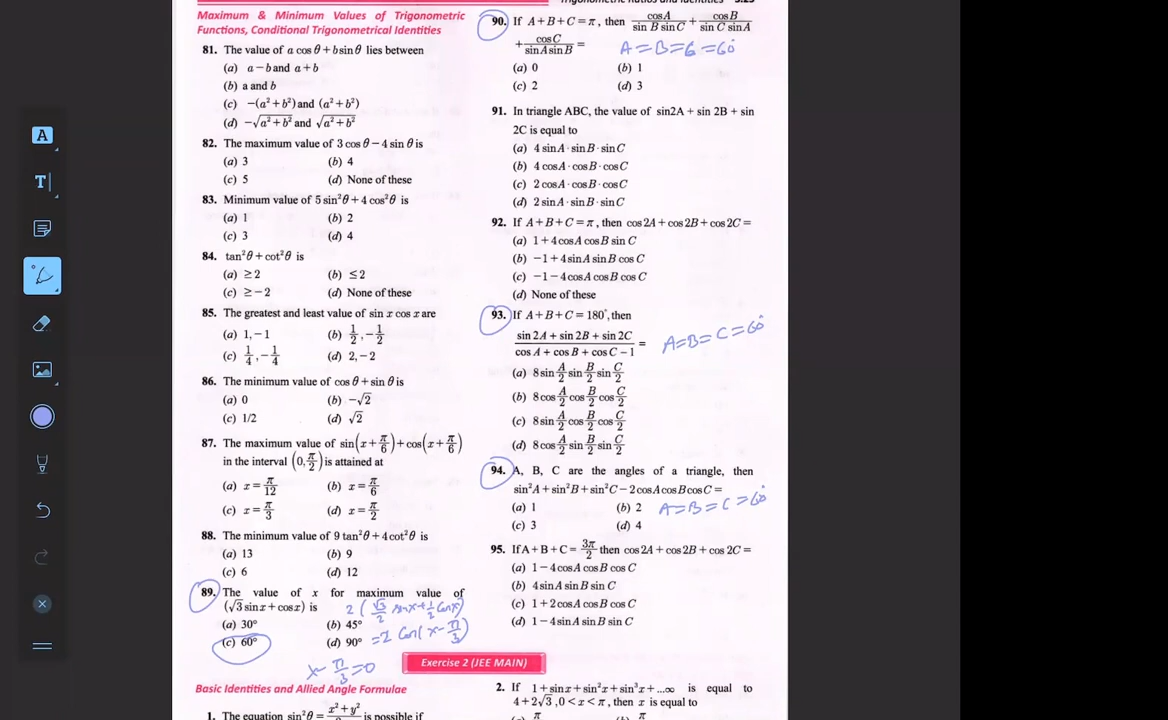 Maximum & Minimum Values of Trigonometric
Functions, Conditional Trigonometrical Identities
81. The value of a cos θ + b sin θ lies between
(a) a − b and a + b
(b) a and b
(c) −(a² + b²) and (a² + b²)
(d) −√(a² + b²) and √(a² + b²)
82. The maximum value of 3 cos θ − 4 sin θ is
(a) 3 (b) 4
(c) 5 (d) None of these
83. Minimum value of 5 sin²θ + 4 cos²θ is
(a) 1 (b) 2
(c) 3 (d) 4
84. tan²θ + cot²θ is
(a) ≥ 2 (b) ≤ 2
(c) ≥ −2 (d) None of these
85. The greatest and least value of sin x cos x are
(a) 1, −1 (b) 1/2, −1/2
(c) 1/4, −1/4 (d) 2, −2
86. The minimum value of cos θ + sin θ is
(a) 0 (b) −√2
(c) 1/2 (d) √2
87. The maximum value of sin(x + π/6) + cos(x + π/6)
in the interval (0, π/2) is attained at
(a) x = π/12 (b) x = π/6
(c) x = π/3 (d) x = π/2
88. The minimum value of 9 tan²θ + 4 cot²θ is
(a) 13 (b) 9
(c) 6 (d) 12
89. The value of x for maximum value of
(√3 sin x + cos x) is 2(√3/2 sin x + 1/2 cos x)
(a) 30° (b) 45°
(c) 60° (d) 90° = 2 cos(x − π/3)
x − π/3 = 0
Exercise 2 (JEE MAIN)
Basic Identities and Allied Angle Formulae
1. The equation sin²θ = x² + y² is possible if
90. If A + B + C = π, then cos A/sin B sin C + cos B/sin C sin A
+ cos C/sin A sin B = A = B = C = 60°
(a) 0 (b) 1
(c) 2 (d) 3
91. In triangle ABC, the value of sin2A + sin 2B + sin
2C is equal to
(a) 4 sin A · sin B · sin C
(b) 4 cos A · cos B · cos C
(c) 2 cos A · cos B · cos C
(d) 2 sin A · sin B · sin C
92. If A + B + C = π, then cos 2A + cos 2B + cos 2C =
(a) 1 + 4 cos A cos B sin C
(b) −1 + 4 sin A sin B cos C
(c) −1 − 4 cos A cos B cos C
(d) None of these
93. If A + B + C = 180°, then
sin 2A + sin 2B + sin 2C / cos A + cos B + cos C − 1 = A = B = C = 60°
(a) 8 sin A/2 sin B/2 sin C/2
(b) 8 cos A/2 cos B/2 cos C/2
(c) 8 sin A/2 cos B/2 cos C/2
(d) 8 cos A/2 sin B/2 sin C/2
94. A, B, C are the angles of a triangle, then
sin²A + sin²B + sin²C − 2 cos A cos B cos C =
(a) 1 (b) 2 A = B = C = 60°
(c) 3 (d) 4
95. If A + B + C = 3π/2 then cos 2A + cos 2B + cos 2C =
(a) 1 − 4 cos A cos B cos C
(b) 4 sin A sin B sin C
(c) 1 + 2 cos A cos B cos C
(d) 1 − 4 sin A sin B sin C
2. If 1 + sin x + sin²x + sin³x + ...∞ is equal to
4 + 2√3, 0 < x < π, then x is equal to